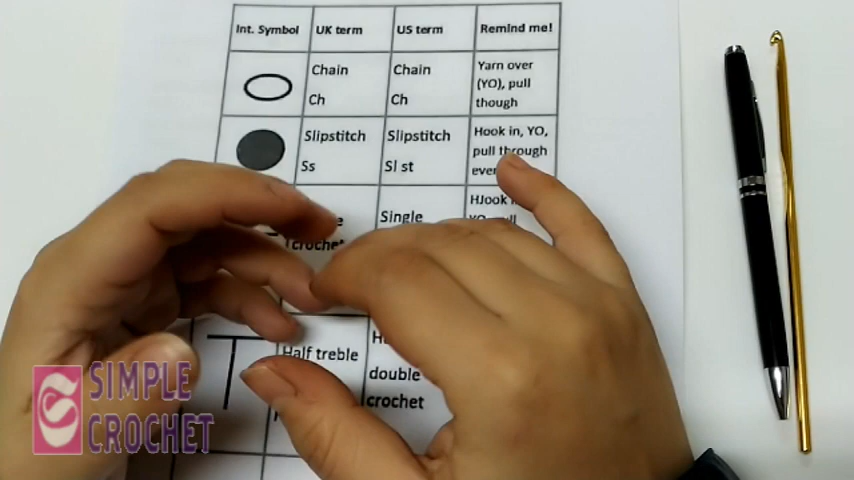 Int. Symbol UK term US term Remind me!
Chain Chain Yarn over
(YO), pull
Ch Ch though
Slipstitch Slipstitch Hook in, YO,
pull through
Ss Sl st
Single HJook
crochet
Half treble
double
crochet
SIMPLE
CROCHET